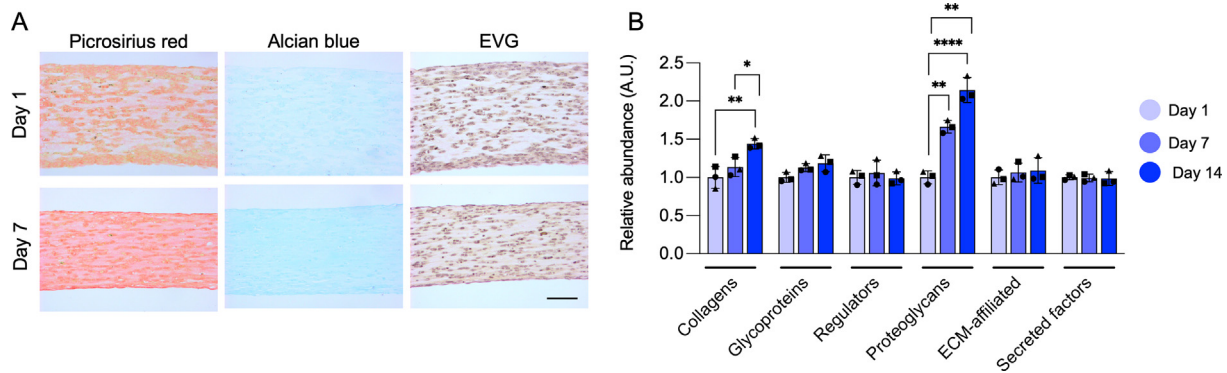 A
Picrosirius red
Alcian blue
EVG
Day 1
Day 7
B
Relative abundance (A.U.)
2.5
2.0
1.5
1.0
0.5
0.0
**
*
**
****
**
Collagens
Glycoproteins
Regulators
Proteoglycans
ECM-affiliated
Secreted factors
Day 1
Day 7
Day 14